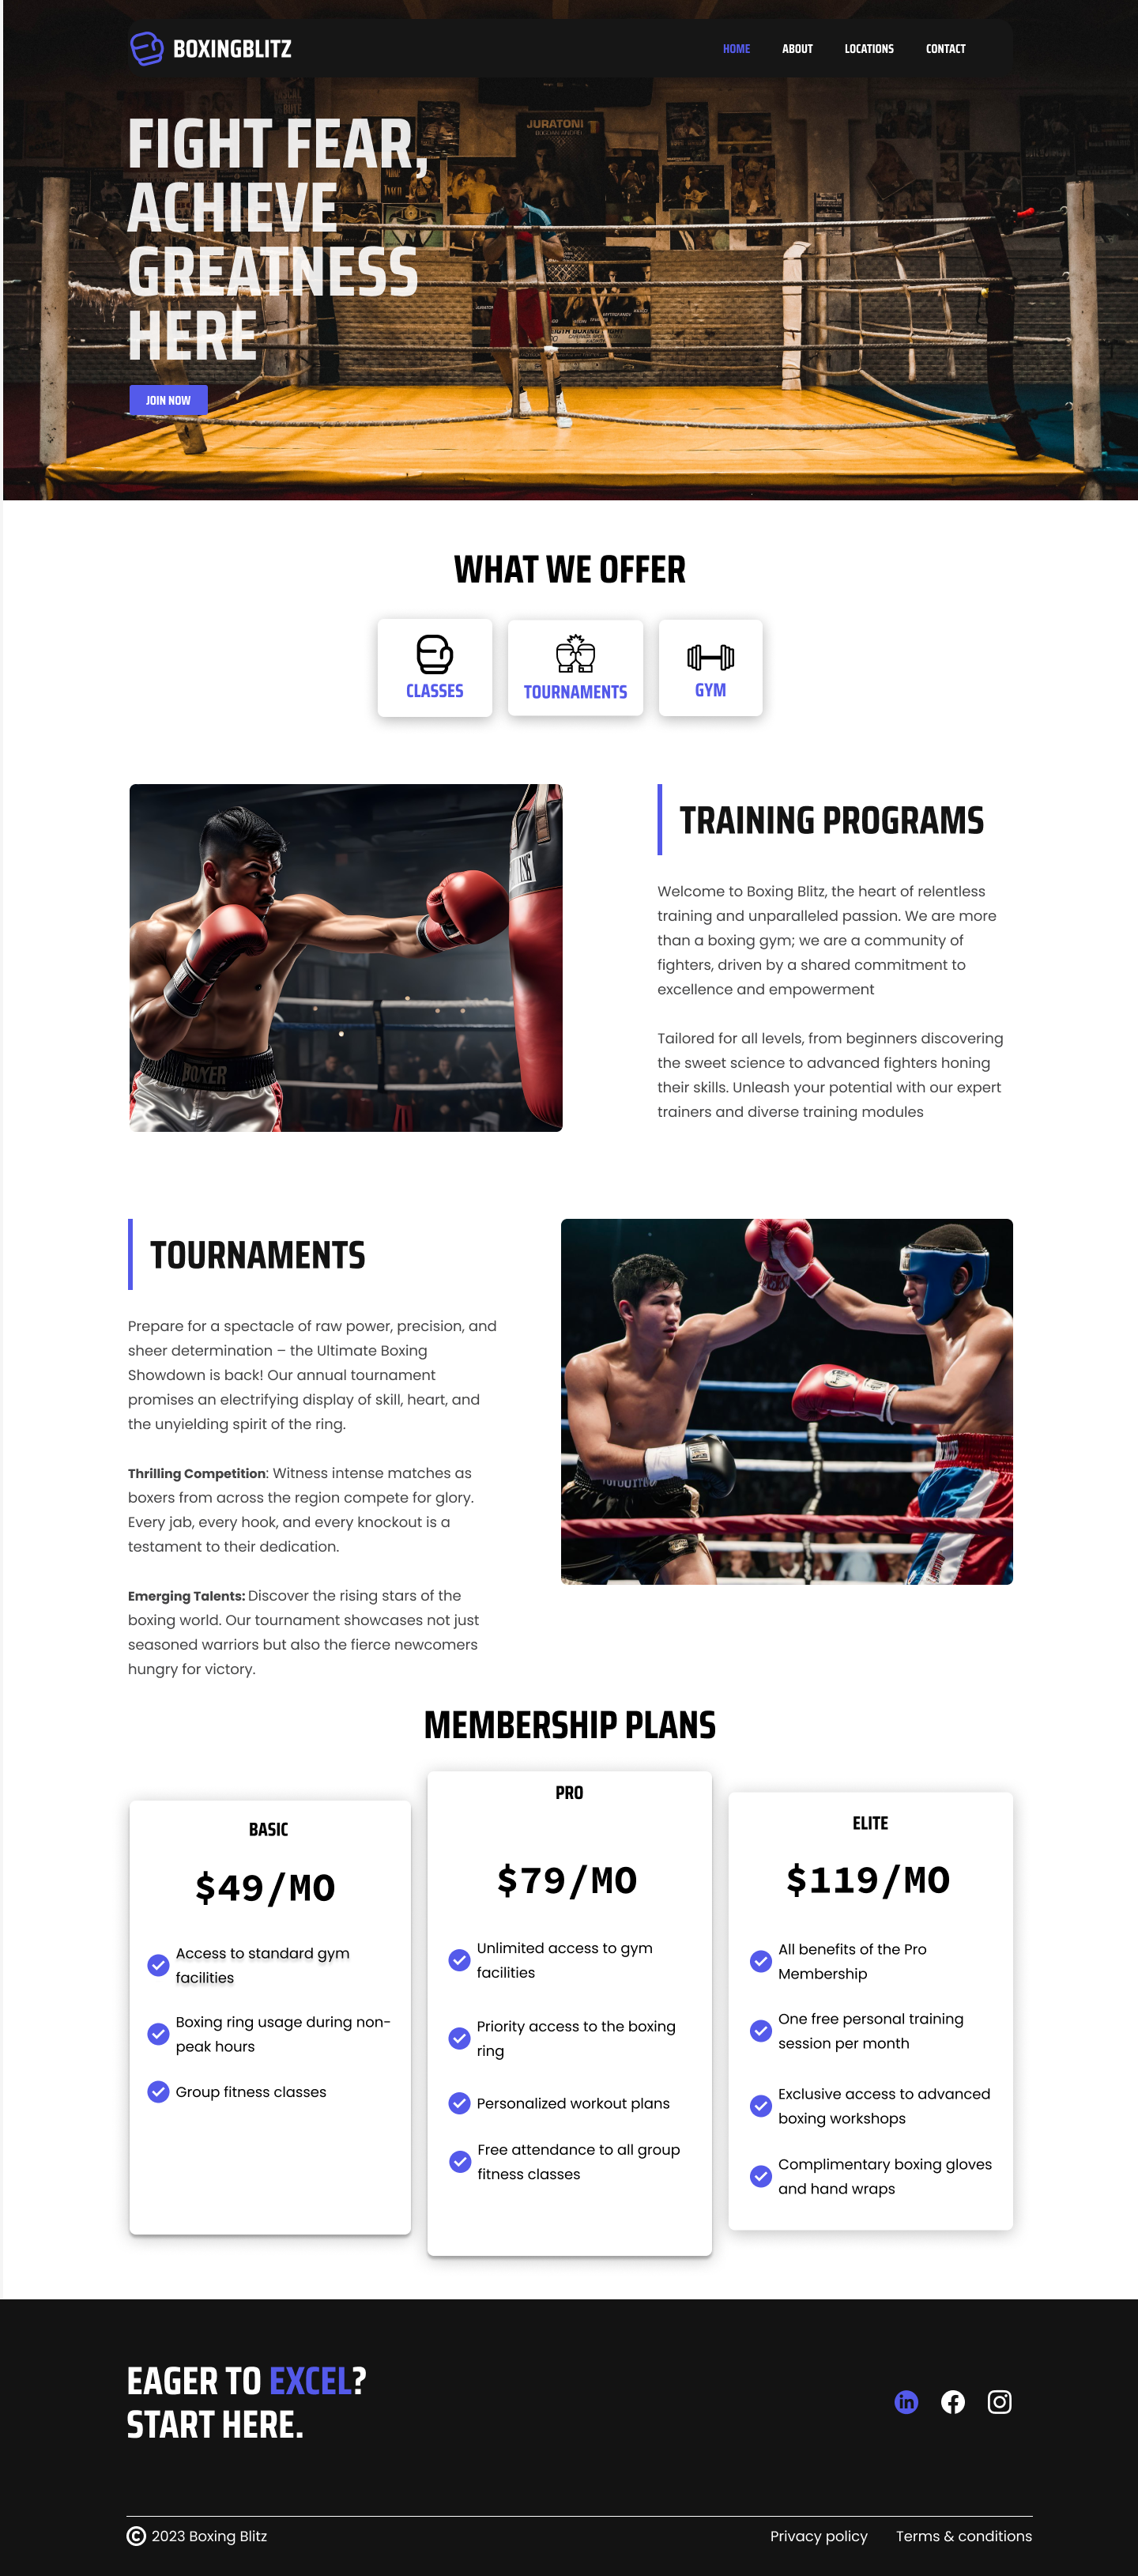 BOXINGBLITZ
HOME ABOUT LOCATIONS CONTACT
FIGHT FEAR,
ACHIEVE
GREATNESS
HERE
JURATONI
JOIN NOW
WHAT WE OFFER
CLASSES
TOURNAMENTS
GYM
BOXER
TRAINING PROGRAMS
Welcome to Boxing Blitz, the heart of relentless
training and unparalleled passion. We are more
than a boxing gym; we are a community of
fighters, driven by a shared commitment to
excellence and empowerment
Tailored for all levels, from beginners discovering
the sweet science to advanced fighters honing
their skills. Unleash your potential with our expert
trainers and diverse training modules
TOURNAMENTS
Prepare for a spectacle of raw power, precision, and
sheer determination – the Ultimate Boxing
Showdown is back! Our annual tournament
promises an electrifying display of skill, heart, and
the unyielding spirit of the ring.
Thrilling Competition: Witness intense matches as
boxers from across the region compete for glory.
Every jab, every hook, and every knockout is a
testament to their dedication.
Emerging Talents: Discover the rising stars of the
boxing world. Our tournament showcases not just
seasoned warriors but also the fierce newcomers
hungry for victory.
MEMBERSHIP PLANS
BASIC
$49/MO
Access to standard gym
facilities
Boxing ring usage during non-
peak hours
Group fitness classes
PRO
$79/MO
Unlimited access to gym
facilities
Priority access to the boxing
ring
Personalized workout plans
Free attendance to all group
fitness classes
ELITE
$119/MO
All benefits of the Pro
Membership
One free personal training
session per month
Exclusive access to advanced
boxing workshops
Complimentary boxing gloves
and hand wraps
EAGER TO EXCEL?
START HERE.
in
© 2023 Boxing Blitz
Privacy policy Terms & conditions